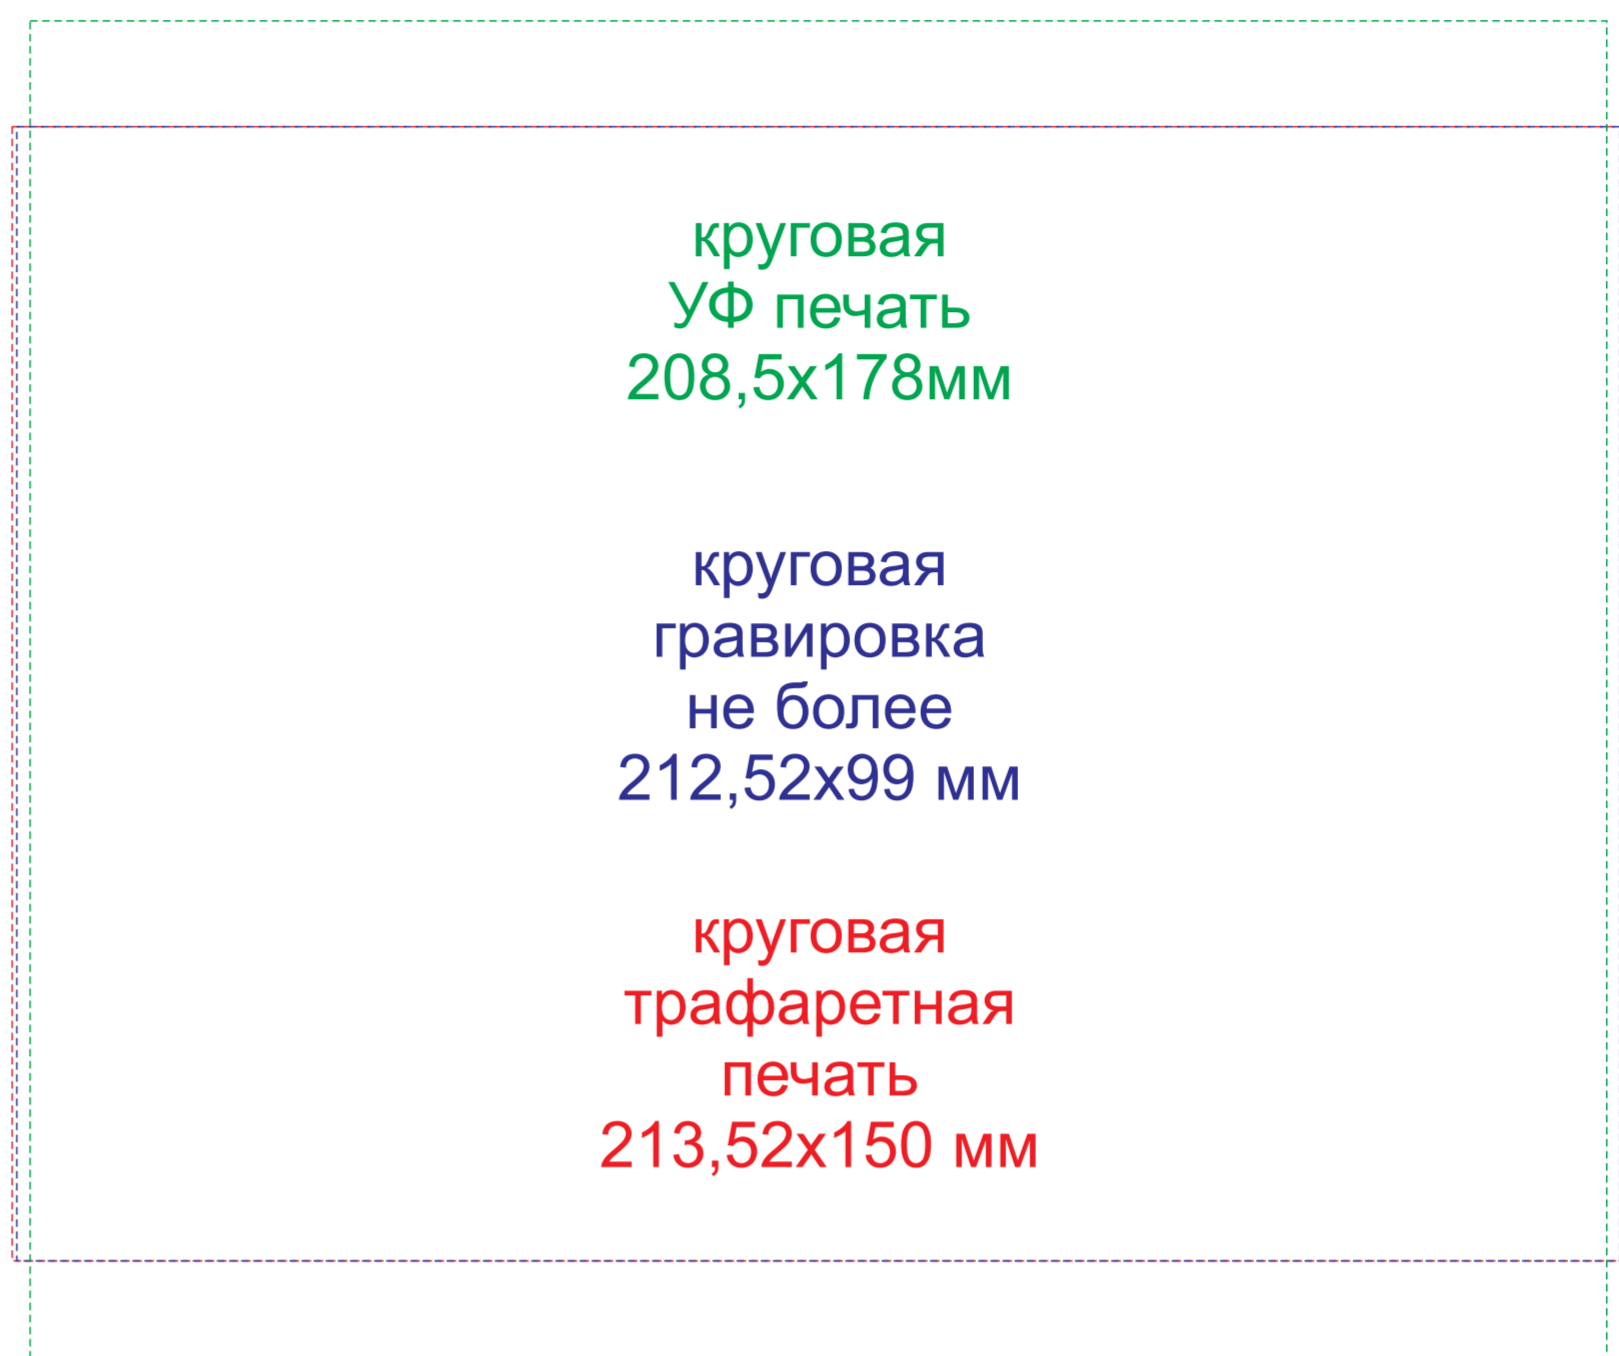 круговая
УФ печать
208,5х178мм
круговая
гравировка
не более
212,52х99 мм
круговая
трафаретная
печать
213,52х150 мм